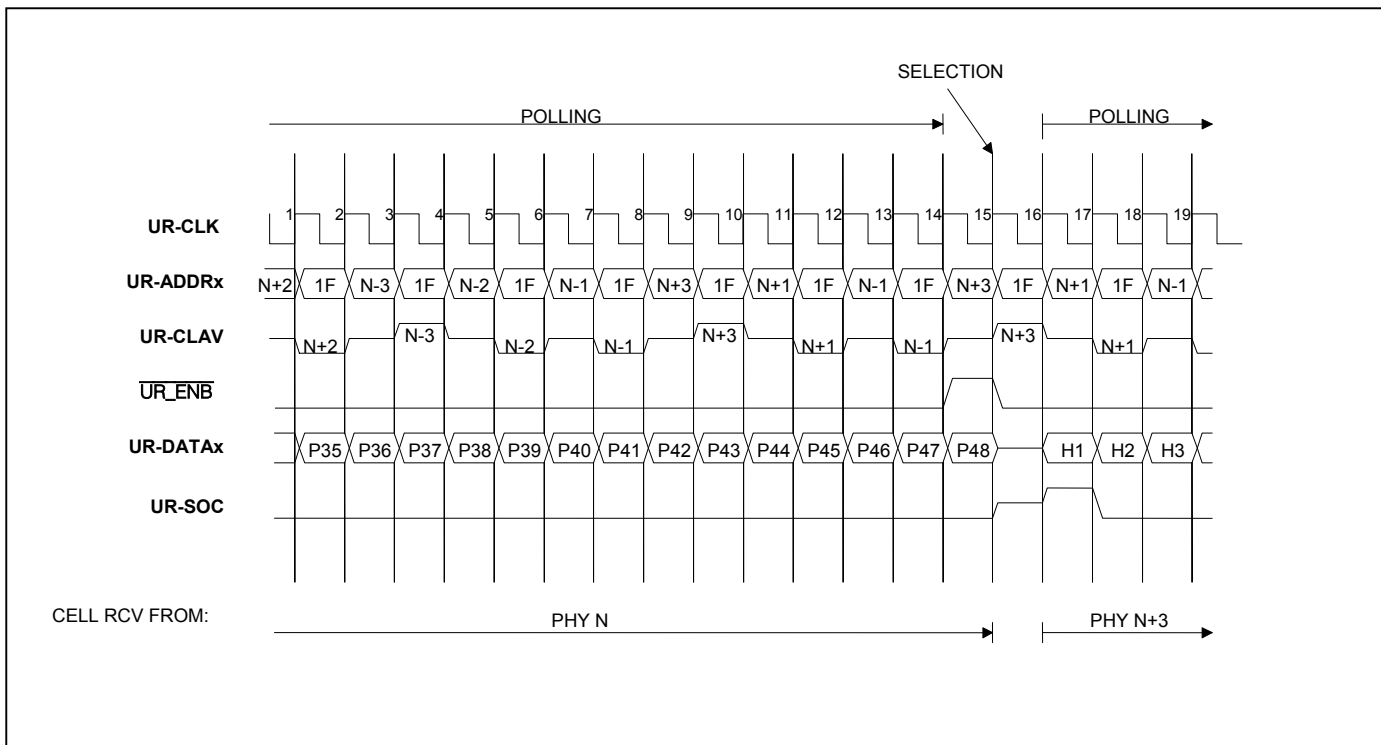 SELECTION
POLLING POLLING
UR-CLK 1 2 3 4 5 6 7 8 9 10 11 12 13 14 15 16 17 18 19
UR-ADDRx N+2 1F N-3 1F N-2 1F N-1 1F N+3 1F N+1 1F N-1 1F N+3 1F N+1 1F N-1
UR-CLAV N+2 N-3 N-2 N-1 N+3 N+1 N-1 N+3 N+1
UR_ENB
UR-DATAx P35 P36 P37 P38 P39 P40 P41 P42 P43 P44 P45 P46 P47 P48 H1 H2 H3
UR-SOC
CELL RCV FROM: PHY N PHY N+3